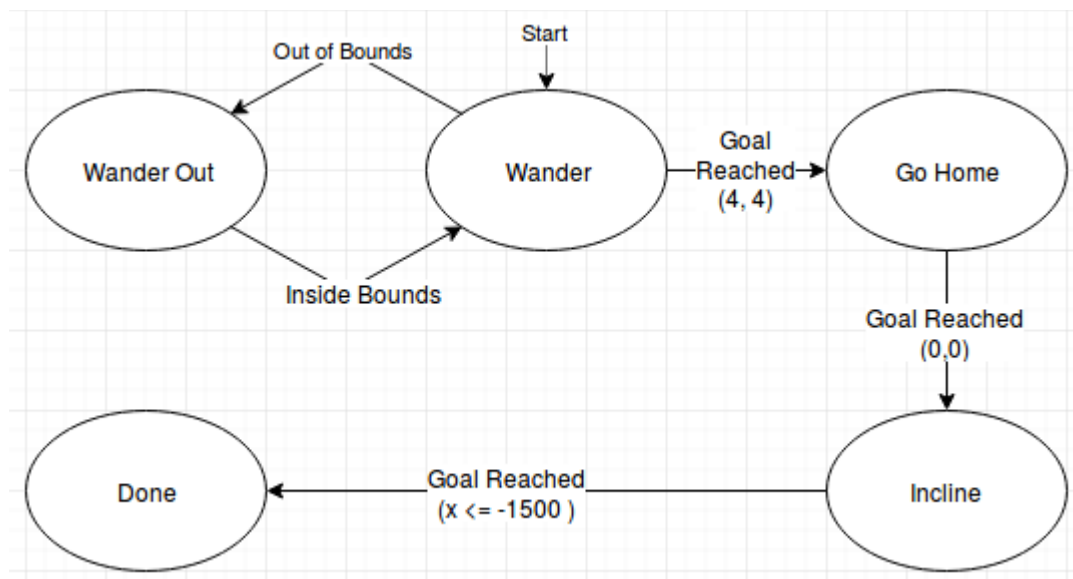 Start
Out of Bounds
Wander Out
Wander
Goal
Reached
(4, 4)
Go Home
Inside Bounds
Goal Reached
(0,0)
Done
Goal Reached
(x <= -1500 )
Incline